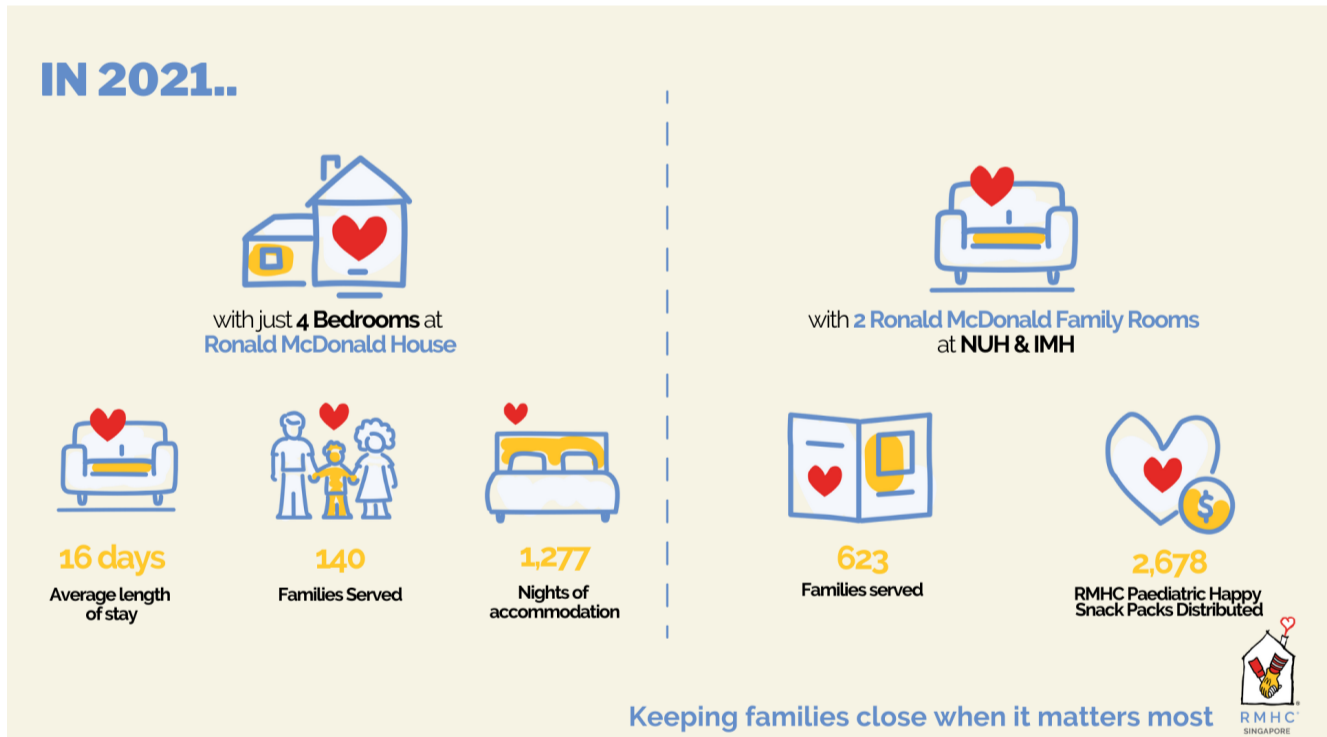 IN 2021..
with just 4 Bedrooms at
Ronald McDonald House
16 days
Average length
of stay
140
Families Served
1,277
Nights of
accommodation
with 2 Ronald McDonald Family Rooms
at NUH & IMH
623
Families served
$
2,678
RMHC Paediatric Happy
Snack Packs Distributed
Keeping families close when it matters most
RMHC
SINGAPORE